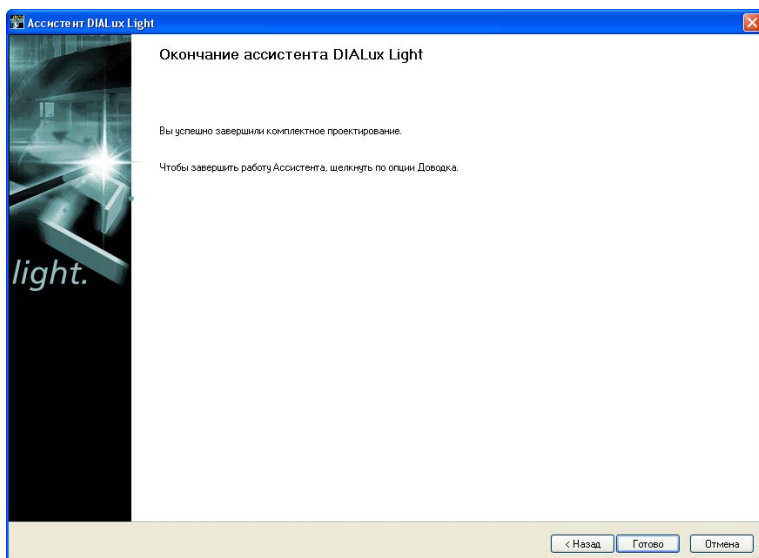 Ассистент DIALux Light
Окончание ассистента DIALux Light
Вы успешно завершили комплектное проектирование.
Чтобы завершить работу Ассистента, щелкнуть по опции Доводка.
light.
< Назад
Готово
Отмена